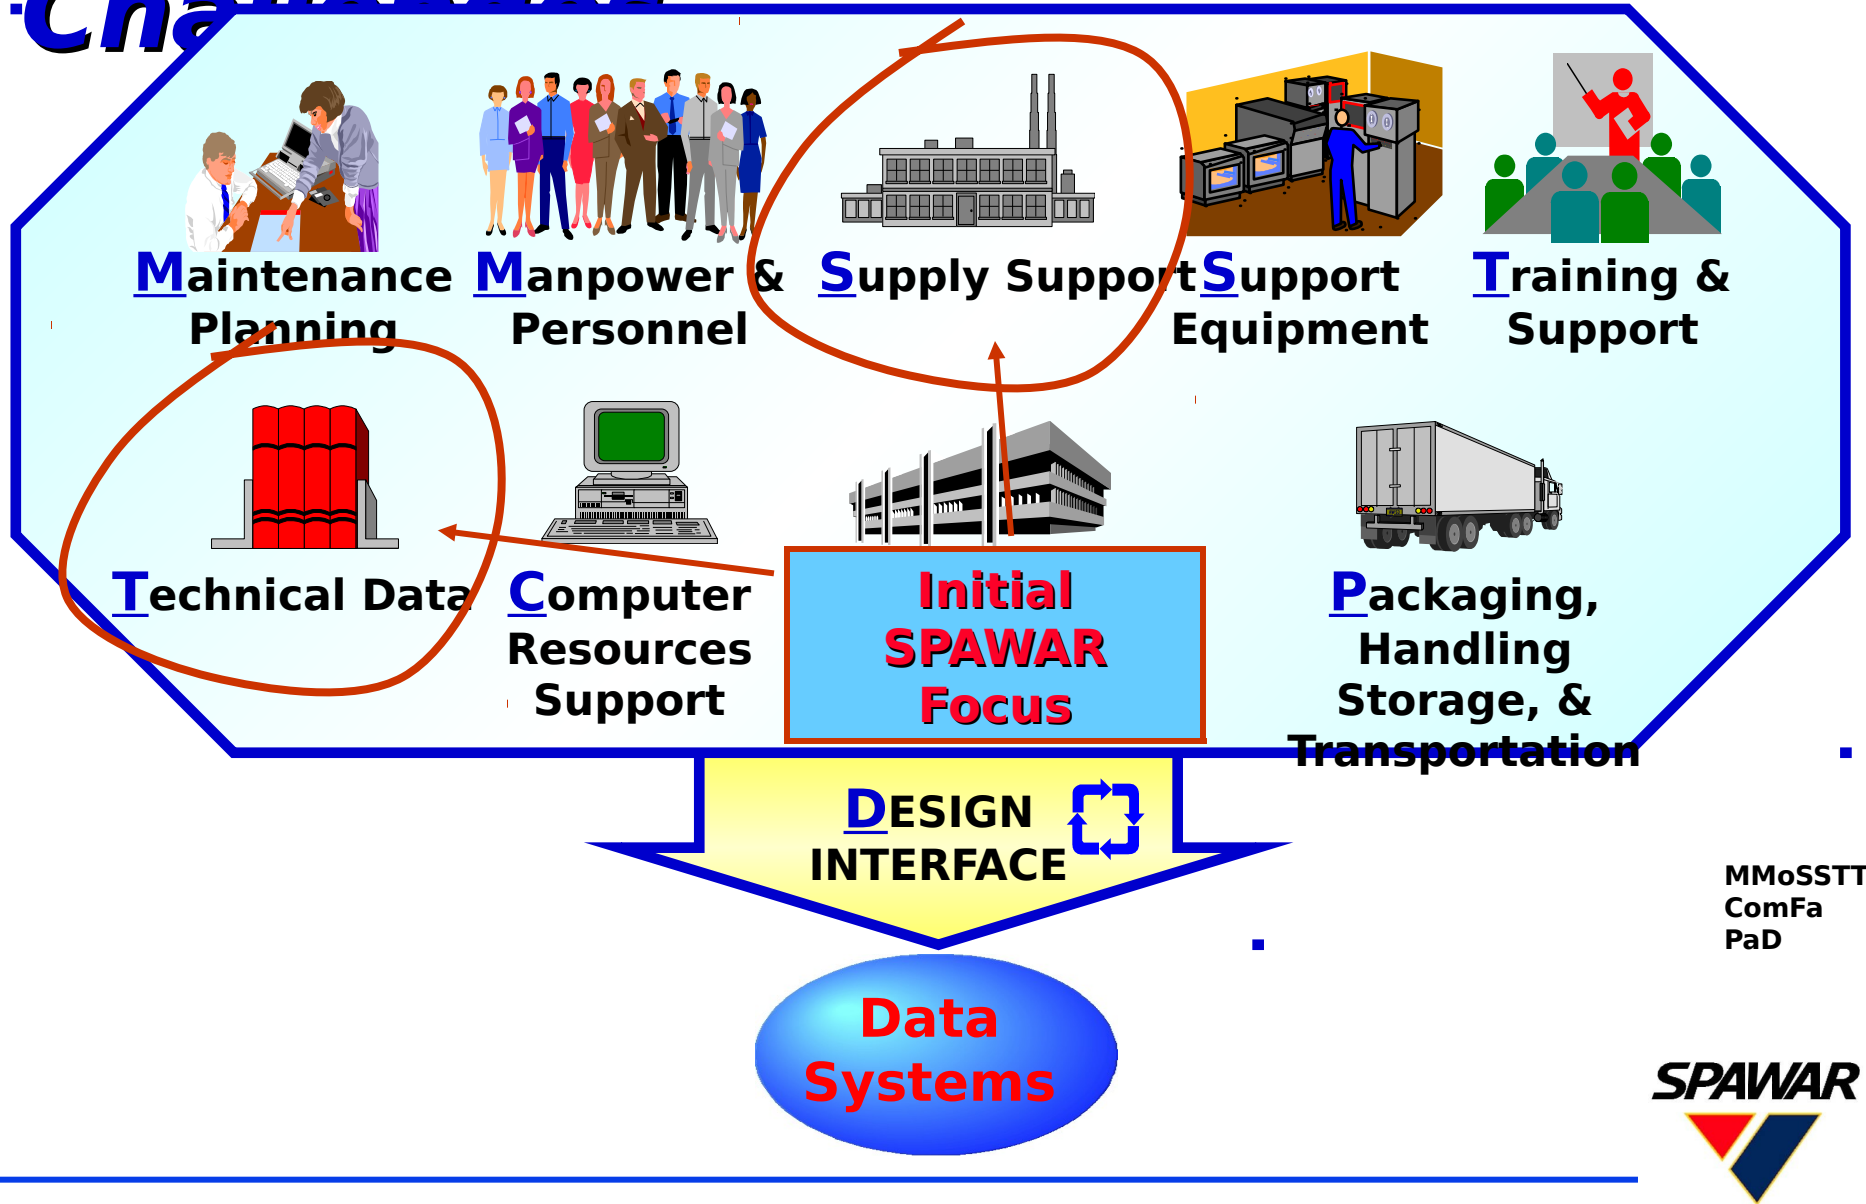 Maintenance
Planning
Manpower &
Personnel
Supply Support
Support
Equipment
Training &
Support
Technical Data
Computer
Resources
Support
Initial
SPAWAR
Focus
Packaging,
Handling
Storage, &
Transportation
DESIGN
INTERFACE
MMoSSTT
ComFa
PaD
Data
Systems
SPAWAR